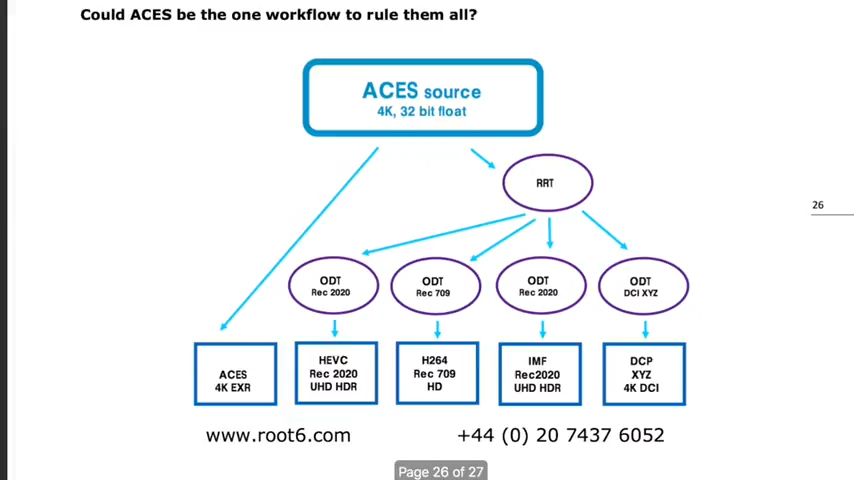 Could ACES be the one workflow to rule them all?
ACES source
4K, 32 bit float
RRT
26
ODT
Rec 2020
ODT
Rec 709
ODT
Rec 2020
ODT
DCI XYZ
ACES
4K EXR
HEVC
Rec 2020
UHD HDR
H264
Rec 709
HD
IMF
Rec2020
UHD HDR
DCP
XYZ
4K DCI
www.root6.com
+44 (0) 20 7437 6052
Page 26 of 27